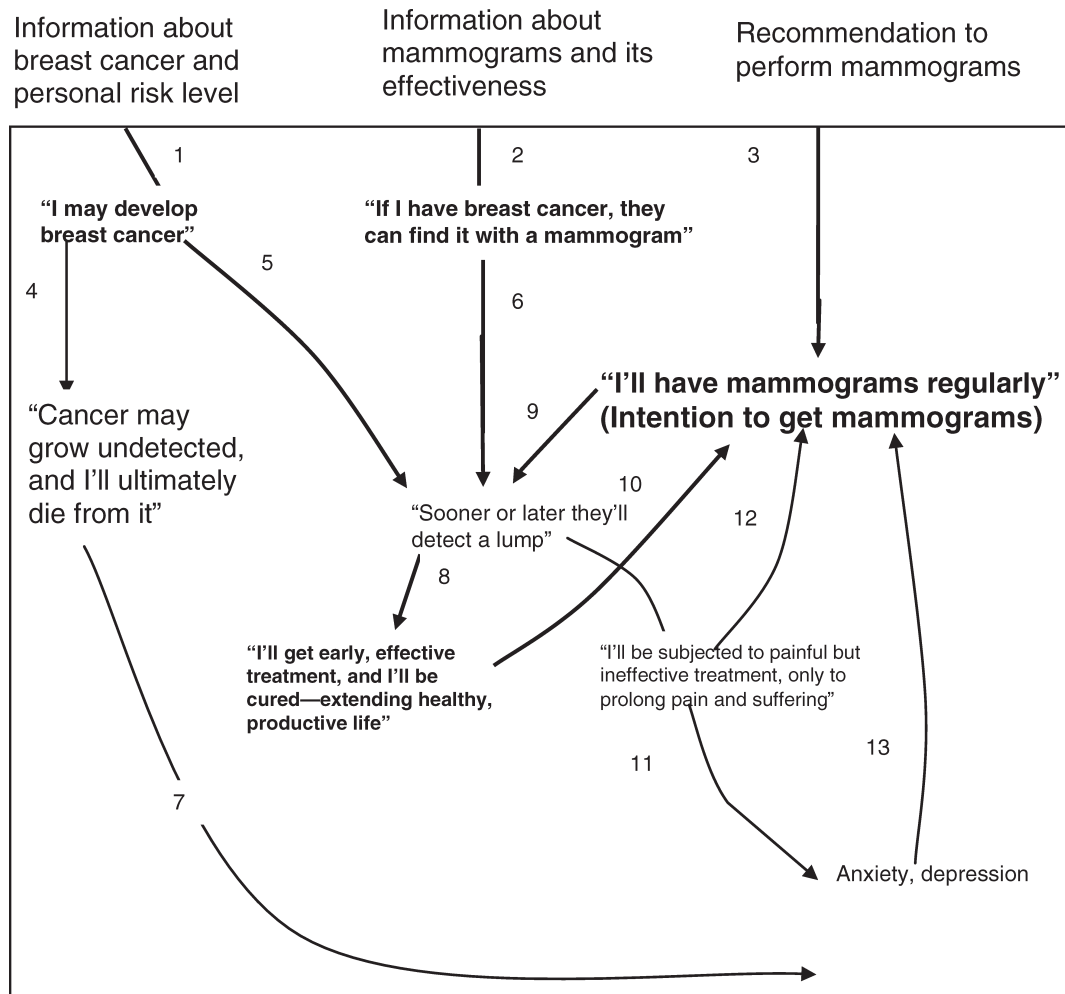 Information about
breast cancer and
personal risk level
Information about
mammograms and its
effectiveness
Recommendation to
perform mammograms
1
2
3
“I may develop
breast cancer”
“If I have breast cancer, they
can find it with a mammogram”
4
5
6
“I’ll have mammograms regularly”
(Intention to get mammograms)
“Cancer may
grow undetected,
and I’ll ultimately
die from it”
9
10
12
“Sooner or later they’ll
detect a lump”
8
“I’ll get early, effective
treatment, and I’ll be
cured—extending healthy,
productive life”
“I’ll be subjected to painful but
ineffective treatment, only to
prolong pain and suffering”
11
13
7
Anxiety, depression